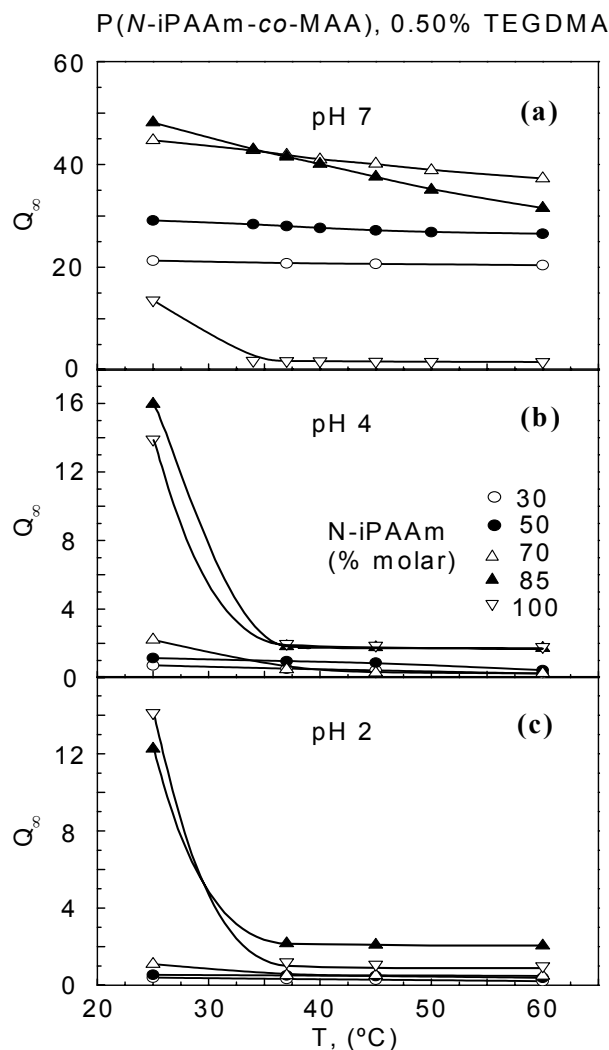 P(N-iPAAm-co-MAA), 0.50% TEGDMA
60
(a)
pH 7
40
Q∞
20
0
16
(b)
pH 4
12
30
N-iPAAm
50
Q∞
8
(% molar)
70
85
4
100
0
(c)
pH 2
12
Q∞
8
4
0
20 30 40 50 60
T, (ºC)